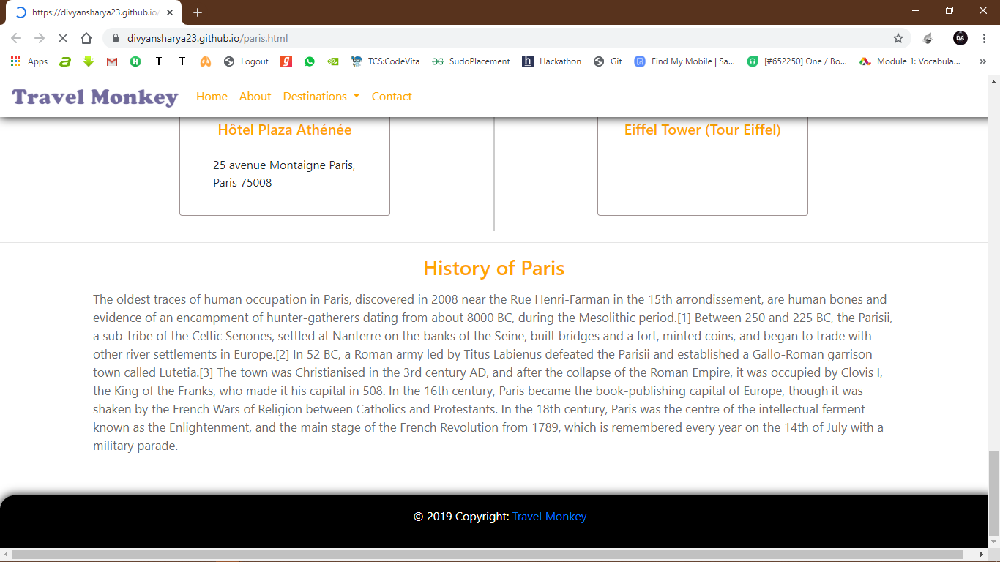 https://divyansharya23.github.io/
divyansharya23.github.io/paris.html
DA
Apps
Logout
TCS:CodeVita
SudoPlacement
Hackathon
Git
Find My Mobile | Sa...
[#652250] One / Bo...
Module 1: Vocabula...
»
Travel Monkey
Home
About
Destinations
Contact
Hôtel Plaza Athénée
25 avenue Montaigne Paris,
Paris 75008
Eiffel Tower (Tour Eiffel)
History of Paris
The oldest traces of human occupation in Paris, discovered in 2008 near the Rue Henri-Farman in the 15th arrondissement, are human bones and
evidence of an encampment of hunter-gatherers dating from about 8000 BC, during the Mesolithic period.[1] Between 250 and 225 BC, the Parisii,
a sub-tribe of the Celtic Senones, settled at Nanterre on the banks of the Seine, built bridges and a fort, minted coins, and began to trade with
other river settlements in Europe.[2] In 52 BC, a Roman army led by Titus Labienus defeated the Parisii and established a Gallo-Roman garrison
town called Lutetia.[3] The town was Christianised in the 3rd century AD, and after the collapse of the Roman Empire, it was occupied by Clovis I,
the King of the Franks, who made it his capital in 508. In the 16th century, Paris became the book-publishing capital of Europe, though it was
shaken by the French Wars of Religion between Catholics and Protestants. In the 18th century, Paris was the centre of the intellectual ferment
known as the Enlightenment, and the main stage of the French Revolution from 1789, which is remembered every year on the 14th of July with a
military parade.
© 2019 Copyright: Travel Monkey